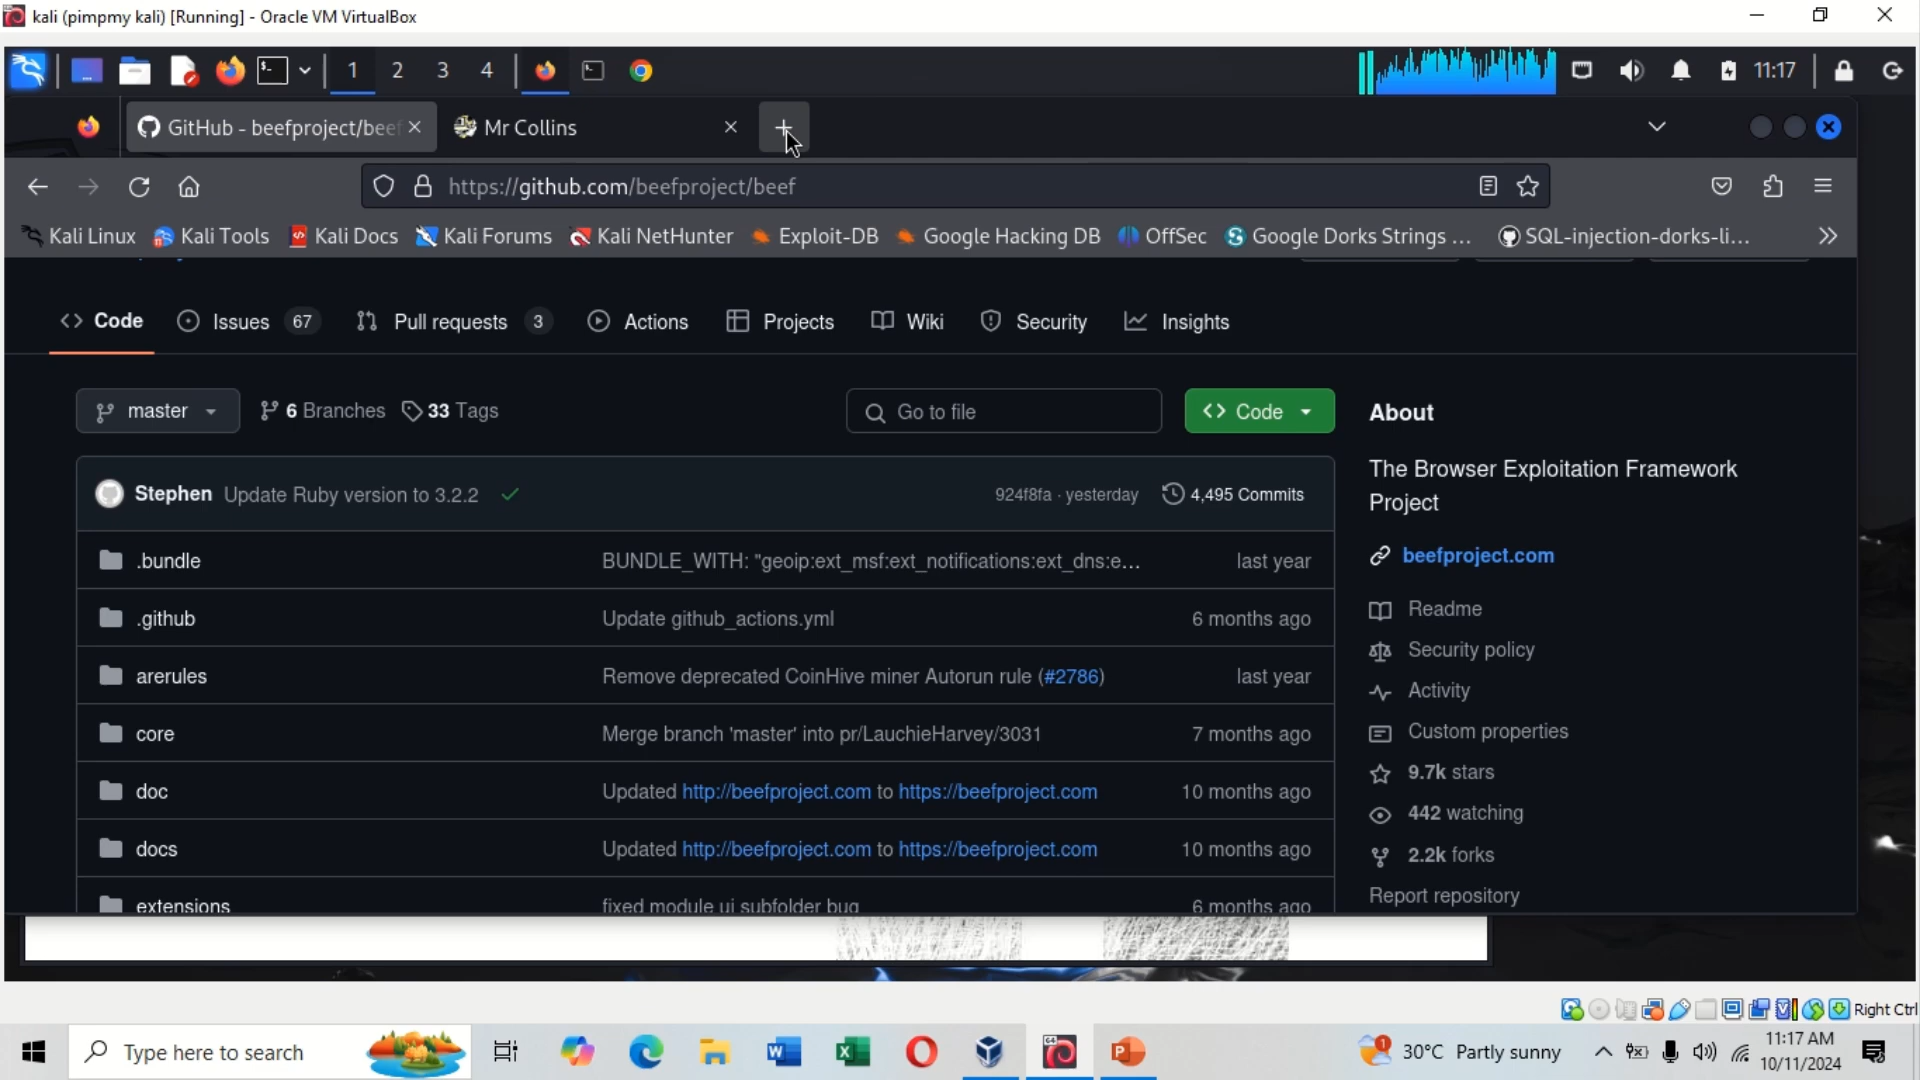 kali (pimpmy kali) [Running] - Oracle VM VirtualBox
1 2 3 4
11:17
GitHub - beefproject/beef
Mr Collins
https://github.com/beefproject/beef
Kali Linux Kali Tools Kali Docs Kali Forums Kali NetHunter Exploit-DB Google Hacking DB OffSec Google Dorks Strings ... SQL-injection-dorks-li...
Code Issues 67 Pull requests 3 Actions Projects Wiki Security Insights
master 6 Branches 33 Tags Go to file Code
About
Stephen Update Ruby version to 3.2.2 924f8fa · yesterday 4,495 Commits
The Browser Exploitation Framework
Project
.bundle BUNDLE_WITH: "geoip:ext_msf:ext_notifications:ext_dns:e... last year
beefproject.com
.github Update github_actions.yml 6 months ago
Readme
arerules Remove deprecated CoinHive miner Autorun rule (#2786) last year
Security policy
Activity
core Merge branch 'master' into pr/LauchieHarvey/3031 7 months ago
Custom properties
doc Updated http://beefproject.com to https://beefproject.com 10 months ago
9.7k stars
442 watching
docs Updated http://beefproject.com to https://beefproject.com 10 months ago
2.2k forks
extensions fixed module ui subfolder bug 6 months ago
Report repository
Right Ctrl
Type here to search
64
1
30°C Partly sunny
11:17 AM
10/11/2024